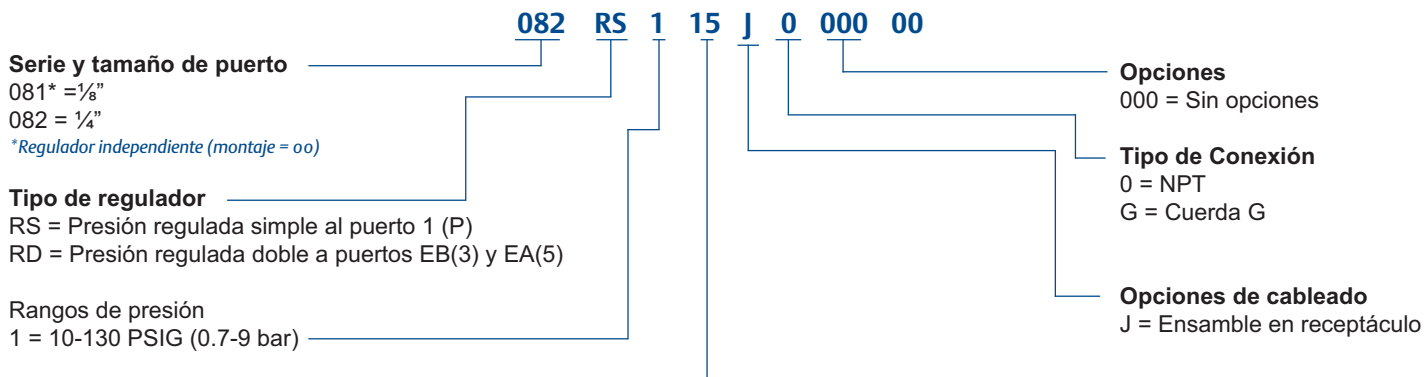 082 RS 1 15 J 0 000 00
Serie y tamaño de puerto
081* =⅛”
082 = ¼”
*Regulador independiente (montaje = 00)
Tipo de regulador
RS = Presión regulada simple al puerto 1 (P)
RD = Presión regulada doble a puertos EB(3) y EA(5)
Rangos de presión
1 = 10-130 PSIG (0.7-9 bar)
Opciones
000 = Sin opciones
Tipo de Conexión
0 = NPT
G = Cuerda G
Opciones de cableado
J = Ensamble en receptáculo